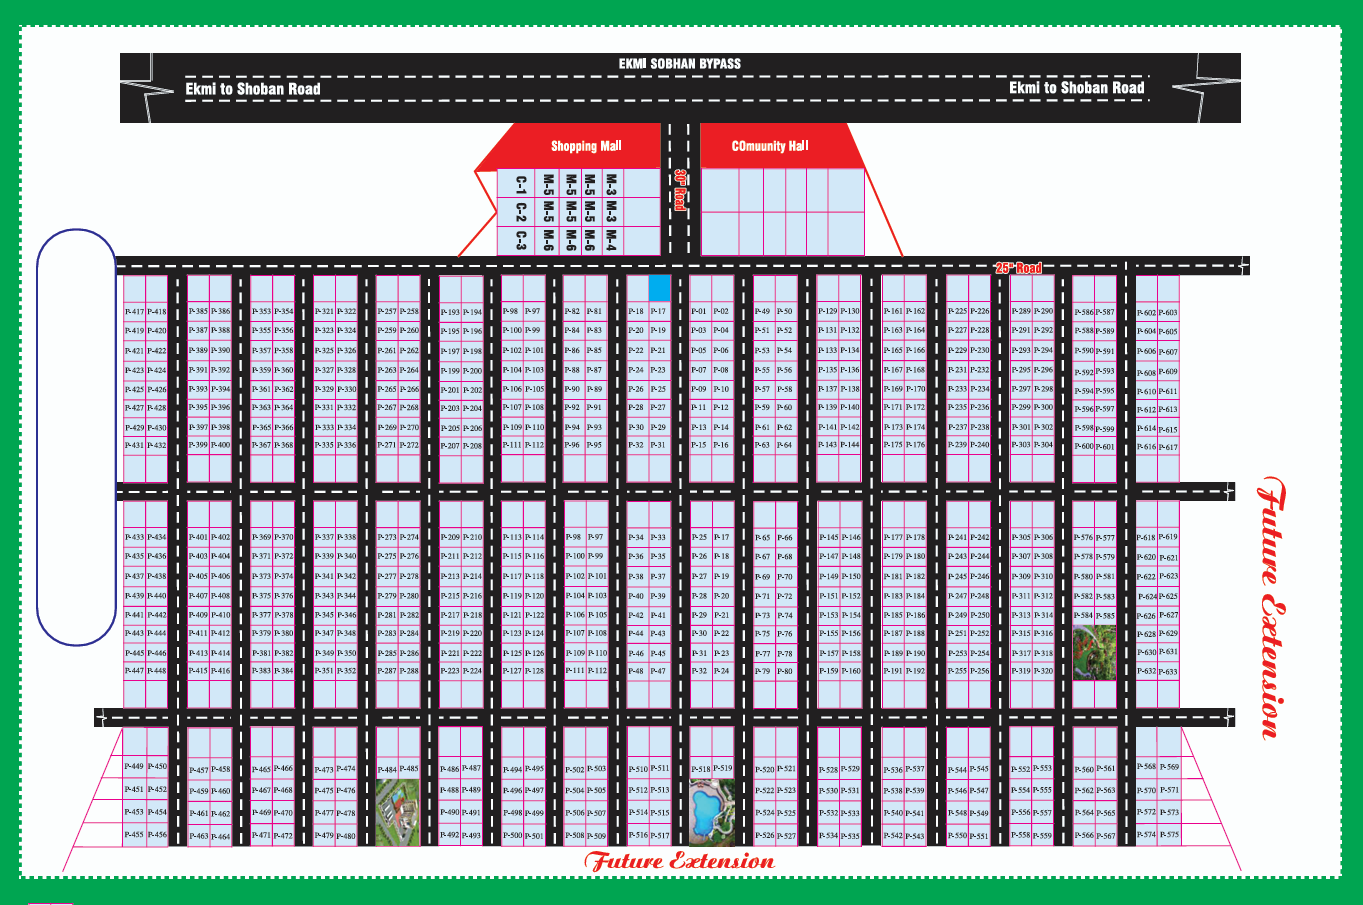 EKMI SOBHAN BYPASS
Ekmi to Shoban Road Ekmi to Shoban Road
Shopping Mall COmuunity Hall
30" Road
C-1 M-5 M-5 M-5 M-3
C-2 M-5 M-5 M-5 M-3
C-3 M-6 M-6 M-6 M-4
25" Road
P-417 P-418 P-385 P-386 P-353 P-354 P-321 P-322 P-257 P-258 P-193 P-194 P-98 P-97 P-82 P-81 P-18 P-17 P-01 P-02 P-49 P-50 P-129 P-130 P-161 P-162 P-225 P-226 P-289 P-290 P-586 P-587 P-602 P-603
P-419 P-420 P-387 P-388 P-355 P-356 P-323 P-324 P-259 P-260 P-195 P-196 P-100 P-99 P-84 P-83 P-20 P-19 P-03 P-04 P-51 P-52 P-131 P-132 P-163 P-164 P-227 P-228 P-291 P-292 P-588 P-589 P-604 P-605
P-421 P-422 P-389 P-390 P-357 P-358 P-325 P-326 P-261 P-262 P-197 P-198 P-102 P-101 P-86 P-85 P-22 P-21 P-05 P-06 P-53 P-54 P-133 P-134 P-165 P-166 P-229 P-230 P-293 P-294 P-590 P-591 P-606 P-607
P-423 P-424 P-391 P-392 P-359 P-360 P-327 P-328 P-263 P-264 P-199 P-200 P-104 P-103 P-88 P-87 P-24 P-23 P-07 P-08 P-55 P-56 P-135 P-136 P-167 P-168 P-231 P-232 P-295 P-296 P-592 P-593 P-608 P-609
P-425 P-426 P-393 P-394 P-361 P-362 P-329 P-330 P-265 P-266 P-201 P-202 P-106 P-105 P-90 P-89 P-26 P-25 P-09 P-10 P-57 P-58 P-137 P-138 P-169 P-170 P-233 P-234 P-297 P-298 P-594 P-595 P-610 P-611
P-427 P-428 P-395 P-396 P-363 P-364 P-331 P-332 P-267 P-268 P-203 P-204 P-107 P-108 P-92 P-91 P-28 P-27 P-11 P-12 P-59 P-60 P-139 P-140 P-171 P-172 P-235 P-236 P-299 P-300 P-596 P-597 P-612 P-613
P-429 P-430 P-397 P-398 P-365 P-366 P-333 P-334 P-269 P-270 P-205 P-206 P-109 P-110 P-94 P-93 P-30 P-29 P-13 P-14 P-61 P-62 P-141 P-142 P-173 P-174 P-237 P-238 P-301 P-302 P-598 P-599 P-614 P-615
P-431 P-432 P-399 P-400 P-367 P-368 P-335 P-336 P-271 P-272 P-207 P-208 P-111 P-112 P-96 P-95 P-32 P-31 P-15 P-16 P-63 P-64 P-143 P-144 P-175 P-176 P-239 P-240 P-303 P-304 P-600 P-601 P-616 P-617
P-433 P-434 P-401 P-402 P-369 P-370 P-337 P-338 P-273 P-274 P-209 P-210 P-113 P-114 P-98 P-97 P-34 P-33 P-25 P-17 P-65 P-66 P-145 P-146 P-177 P-178 P-241 P-242 P-305 P-306 P-576 P-577 P-618 P-619
P-435 P-436 P-403 P-404 P-371 P-372 P-339 P-340 P-275 P-276 P-211 P-212 P-115 P-116 P-100 P-99 P-36 P-35 P-26 P-18 P-67 P-68 P-147 P-148 P-179 P-180 P-243 P-244 P-307 P-308 P-578 P-579 P-620 P-621
P-437 P-438 P-405 P-406 P-373 P-374 P-341 P-342 P-277 P-278 P-213 P-214 P-117 P-118 P-102 P-101 P-38 P-37 P-27 P-19 P-69 P-70 P-149 P-150 P-181 P-182 P-245 P-246 P-309 P-310 P-580 P-581 P-622 P-623
P-439 P-440 P-407 P-408 P-375 P-376 P-343 P-344 P-279 P-280 P-215 P-216 P-119 P-120 P-104 P-103 P-40 P-39 P-28 P-20 P-71 P-72 P-151 P-152 P-183 P-184 P-247 P-248 P-311 P-312 P-582 P-583 P-624 P-625
P-441 P-442 P-409 P-410 P-377 P-378 P-345 P-346 P-281 P-282 P-217 P-218 P-121 P-122 P-106 P-105 P-42 P-41 P-29 P-21 P-73 P-74 P-153 P-154 P-185 P-186 P-249 P-250 P-313 P-314 P-584 P-585 P-626 P-627
P-443 P-444 P-411 P-412 P-379 P-380 P-347 P-348 P-283 P-284 P-219 P-220 P-123 P-124 P-107 P-108 P-44 P-43 P-30 P-22 P-75 P-76 P-155 P-156 P-187 P-188 P-251 P-252 P-315 P-316 P-628 P-629
P-445 P-446 P-413 P-414 P-381 P-382 P-349 P-350 P-285 P-286 P-221 P-222 P-125 P-126 P-109 P-110 P-46 P-45 P-31 P-23 P-77 P-78 P-157 P-158 P-189 P-190 P-253 P-254 P-317 P-318 P-630 P-631
P-447 P-448 P-415 P-416 P-383 P-384 P-351 P-352 P-287 P-288 P-223 P-224 P-127 P-128 P-111 P-112 P-48 P-47 P-32 P-24 P-79 P-80 P-159 P-160 P-191 P-192 P-255 P-256 P-319 P-320 P-632 P-633
P-449 P-450 P-457 P-458 P-465 P-466 P-473 P-474 P-484 P-485 P-486 P-487 P-494 P-495 P-502 P-503 P-510 P-511 P-518 P-519 P-520 P-521 P-528 P-529 P-536 P-537 P-544 P-545 P-552 P-553 P-560 P-561 P-568 P-569
P-451 P-452 P-459 P-460 P-467 P-468 P-475 P-476 P-488 P-489 P-496 P-497 P-504 P-505 P-512 P-513 P-522 P-523 P-530 P-531 P-538 P-539 P-546 P-547 P-554 P-555 P-562 P-563 P-570 P-571
P-453 P-454 P-461 P-462 P-469 P-470 P-477 P-478 P-490 P-491 P-498 P-499 P-506 P-507 P-514 P-515 P-524 P-525 P-532 P-533 P-540 P-541 P-548 P-549 P-556 P-557 P-564 P-565 P-572 P-573
P-455 P-456 P-463 P-464 P-471 P-472 P-479 P-480 P-492 P-493 P-500 P-501 P-508 P-509 P-516 P-517 P-526 P-527 P-534 P-535 P-542 P-543 P-550 P-551 P-558 P-559 P-566 P-567 P-574 P-575
Future Extension
Future Extension